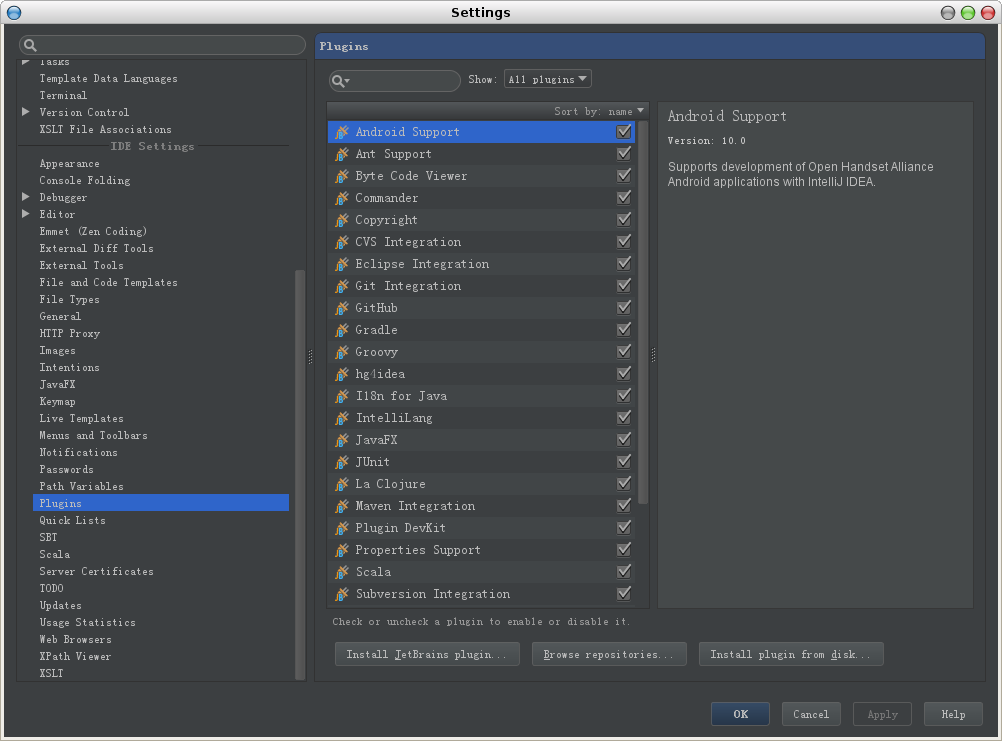 Settings
Tasks
Template Data Languages
Terminal
Version Control
XSLT File Associations
IDE Settings
Appearance
Console Folding
Debugger
Editor
Emmet (Zen Coding)
External Diff Tools
External Tools
File and Code Templates
File Types
General
HTTP Proxy
Images
Intentions
JavaFX
Keymap
Live Templates
Menus and Toolbars
Notifications
Passwords
Path Variables
Plugins
Quick Lists
SBT
Scala
Server Certificates
TODO
Updates
Usage Statistics
Web Browsers
XPath Viewer
XSLT
Plugins
Show: All plugins
Sort by: name
Android Support
Ant Support
Byte Code Viewer
Commander
Copyright
CVS Integration
Eclipse Integration
Git Integration
GitHub
Gradle
Groovy
hg4idea
I18n for Java
IntelliLang
JavaFX
JUnit
La Clojure
Maven Integration
Plugin DevKit
Properties Support
Scala
Subversion Integration
Check or uncheck a plugin to enable or disable it.
Install JetBrains plugin...
Browse repositories...
Install plugin from disk...
Android Support
Version: 10.0
Supports development of Open Handset Alliance
Android applications with IntelliJ IDEA.
OK
Cancel
Apply
Help